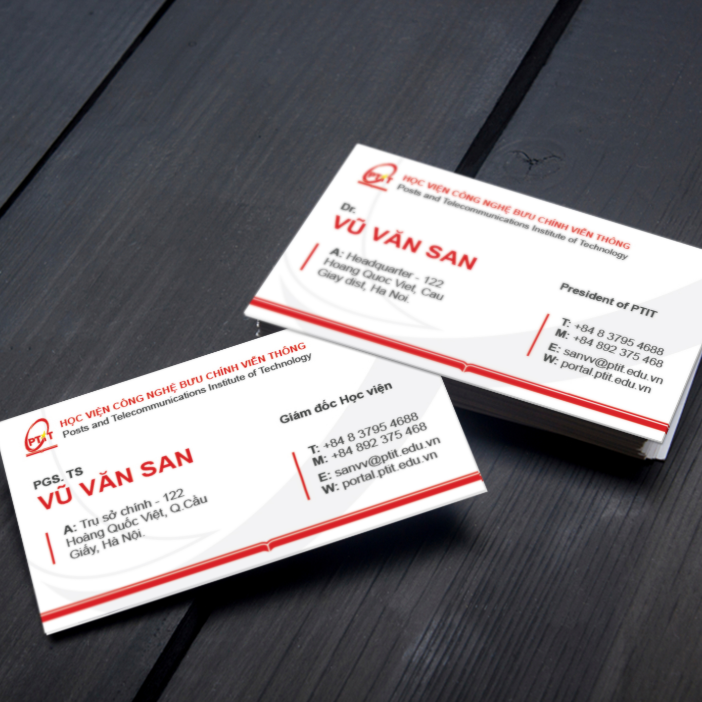 PTIT
HỌC VIỆN CÔNG NGHỆ BƯU CHÍNH VIỄN THÔNG
Posts and Telecommunications Institute of Technology
Dr.
VŨ VĂN SAN
A: Headquarter - 122
Hoang Quoc Viet, Cau
Giay dist, Ha Noi.
President of PTIT
T: +84 8 3795 4688
M: +84 892 375 468
E: sanvv@ptit.edu.vn
W: portal.ptit.edu.vn
PTIT
HỌC VIỆN CÔNG NGHỆ BƯU CHÍNH VIỄN THÔNG
Posts and Telecommunications Institute of Technology
PGS. TS
VŨ VĂN SAN
A: Trụ sở chính - 122
Hoàng Quốc Việt, Q.Cầu
Giấy, Hà Nội.
Giám đốc Học viện
T: +84 8 3795 4688
M: +84 892 375 468
E: sanvv@ptit.edu.vn
W: portal.ptit.edu.vn